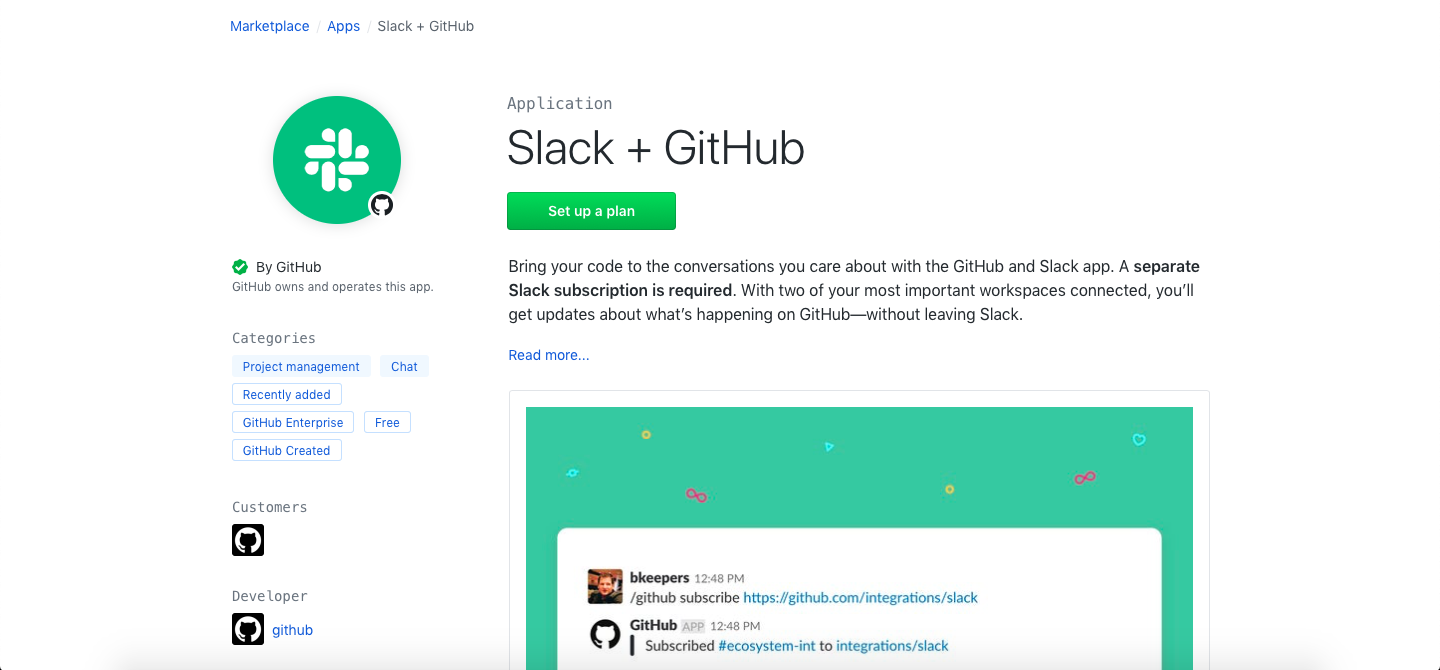 Marketplace / Apps / Slack + GitHub
Application
Slack + GitHub
Set up a plan
By GitHub
GitHub owns and operates this app.
Categories
Project management Chat
Recently added
GitHub Enterprise Free
GitHub Created
Customers
Developer
github
Bring your code to the conversations you care about with the GitHub and Slack app. A separate
Slack subscription is required. With two of your most important workspaces connected, you’ll
get updates about what’s happening on GitHub—without leaving Slack.
Read more...
bkeepers 12:48 PM
/github subscribe https://github.com/integrations/slack
GitHub APP 12:48 PM
Subscribed #ecosystem-int to integrations/slack